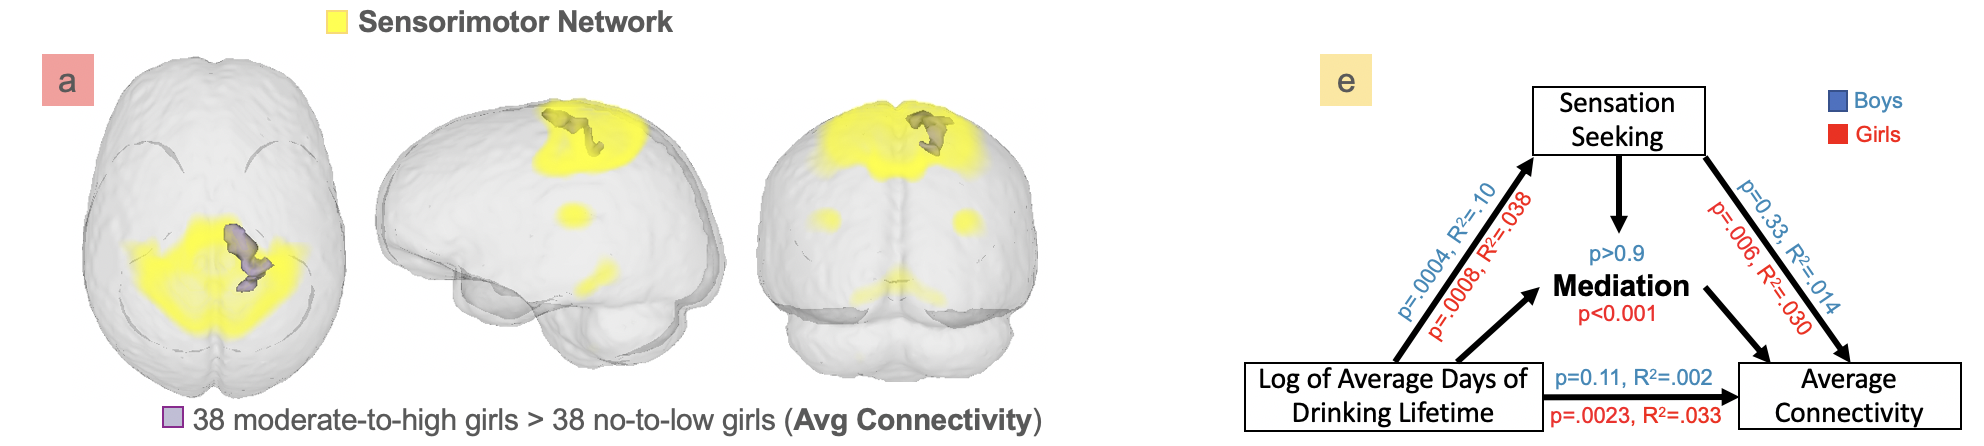 Sensorimotor Network
a
38 moderate-to-high girls > 38 no-to-low girls (Avg Connectivity)
e
Boys
Girls
Sensation
Seeking
p=.0004, R²=.10
p=.0008, R²=.038
p=0.33, R²=.014
p=.006, R²=.030
p>0.9
Mediation
p<0.001
Log of Average Days of
Drinking Lifetime
p=0.11, R²=.002
p=.0023, R²=.033
Average
Connectivity